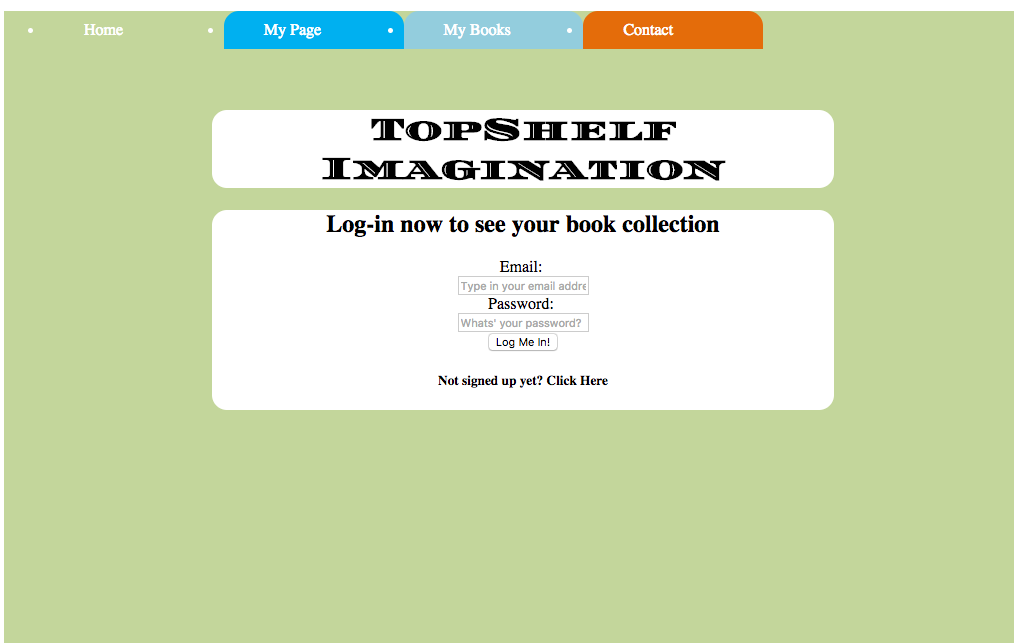 Home
My Page
My Books
Contact
TopShelf
Imagination
Log-in now to see your book collection
Email:
Type in your email addre
Password:
Whats' your password?
Log Me In!
Not signed up yet? Click Here